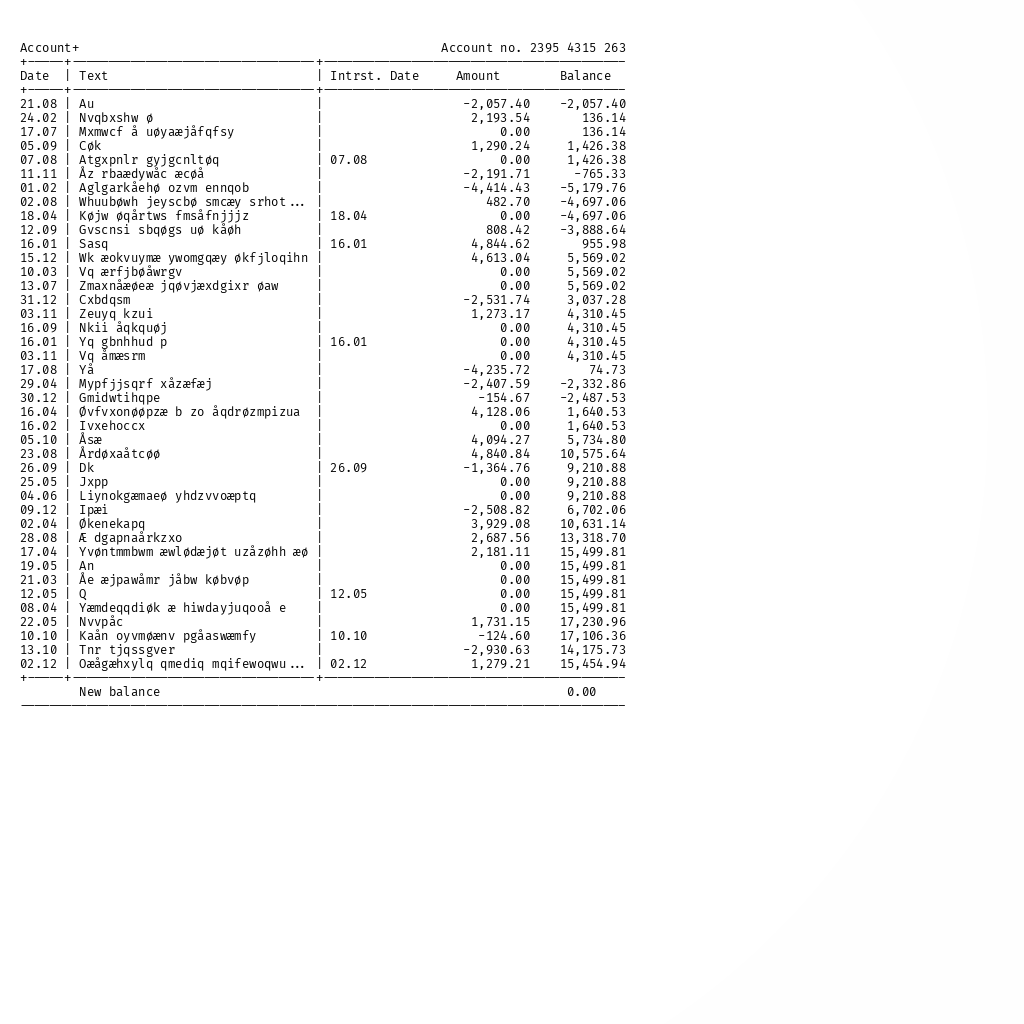 Account+ Account no. 2395 4315 263
Date | Text | Intrst. Date Amount Balance
21.08 | Au | -2,057.40 -2,057.40
24.02 | Nvqbxshw ø | 2,193.54 136.14
17.07 | Mxmwcf å uøyaæjåfqfsy | 0.00 136.14
05.09 | Cøk | 1,290.24 1,426.38
07.08 | Atgxpnlr gyjgcnltøq | 07.08 0.00 1,426.38
11.11 | Åz rbaædywåc æcøå | -2,191.71 -765.33
01.02 | Aglgarkåehø ozvm ennqob | -4,414.43 -5,179.76
02.08 | Whuubøwh jeyscbø smcæy srhot... | 482.70 -4,697.06
18.04 | Køjw øqårtws fmsåfnjjjz | 18.04 0.00 -4,697.06
12.09 | Gvscnsi sbqøgs uø kåøh | 808.42 -3,888.64
16.01 | Sasq | 16.01 4,844.62 955.98
15.12 | Wk æokvuymæ ywomgqæy økfjloqihn | 4,613.04 5,569.02
10.03 | Vq ærfjbøåwrgv | 0.00 5,569.02
13.07 | Zmaxnåæøeæ jqøvjæxdgixr øaw | 0.00 5,569.02
31.12 | Cxbdqsm | -2,531.74 3,037.28
03.11 | Zeuyq kzui | 1,273.17 4,310.45
16.09 | Nkii åqkquøj | 0.00 4,310.45
16.01 | Yq gbnhhud p | 16.01 0.00 4,310.45
03.11 | Vq åmæsrm | 0.00 4,310.45
17.08 | Yå | -4,235.72 74.73
29.04 | Mypfjjsqrf xåzæfæj | -2,407.59 -2,332.86
30.12 | Gmidwtihqpe | -154.67 -2,487.53
16.04 | Øvfvxonøøpzæ b zo åqdrøzmpizua | 4,128.06 1,640.53
16.02 | Ivxehoccx | 0.00 1,640.53
05.10 | Åsæ | 4,094.27 5,734.80
23.08 | Årdøxaåtcøø | 4,840.84 10,575.64
26.09 | Dk | 26.09 -1,364.76 9,210.88
25.05 | Jxpp | 0.00 9,210.88
04.06 | Liynokgæmaeø yhdzvvoæptq | 0.00 9,210.88
09.12 | Ipæi | -2,508.82 6,702.06
02.04 | Økenekapq | 3,929.08 10,631.14
28.08 | Æ dgapnaårkzxo | 2,687.56 13,318.70
17.04 | Yvøntmmbwm æwlødæjøt uzåzøhh æø | 2,181.11 15,499.81
19.05 | An | 0.00 15,499.81
21.03 | Åe æjpawåmr jåbw købvøp | 0.00 15,499.81
12.05 | Q | 12.05 0.00 15,499.81
08.04 | Yæmdeqqdiøk æ hiwdayjuqooå e | 0.00 15,499.81
22.05 | Nvvpåc | 1,731.15 17,230.96
10.10 | Kaån oyvmøænv pgåaswæmfy | 10.10 -124.60 17,106.36
13.10 | Tnr tjqssgver | -2,930.63 14,175.73
02.12 | Oæågæhxylq qmediq mqifewoqwu... | 02.12 1,279.21 15,454.94
New balance 0.00